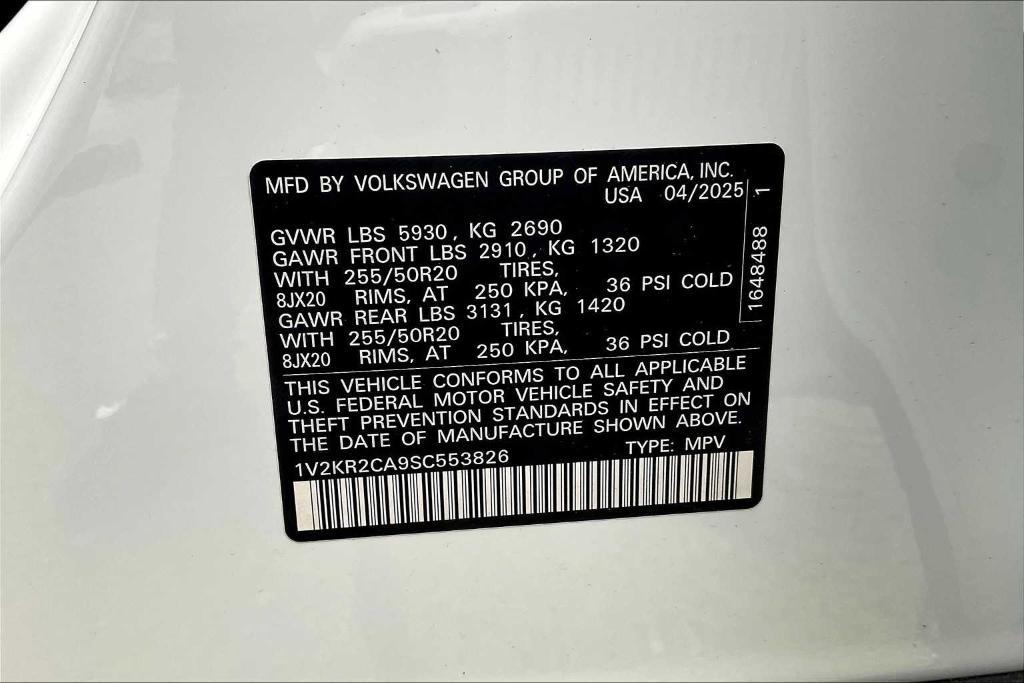 MFD BY VOLKSWAGEN GROUP OF AMERICA, INC.
USA 04/2025
GVWR LBS 5930, KG 2690
GAWR FRONT LBS 2910, KG 1320
WITH 255/50R20 TIRES,
8JX20 RIMS, AT 250 KPA, 36 PSI COLD
GAWR REAR LBS 3131, KG 1420
WITH 255/50R20 TIRES,
8JX20 RIMS, AT 250 KPA, 36 PSI COLD
1648488 1
THIS VEHICLE CONFORMS TO ALL APPLICABLE
U.S. FEDERAL MOTOR VEHICLE SAFETY AND
THEFT PREVENTION STANDARDS IN EFFECT ON
THE DATE OF MANUFACTURE SHOWN ABOVE.
1V2KR2CA9SC553826 TYPE: MPV